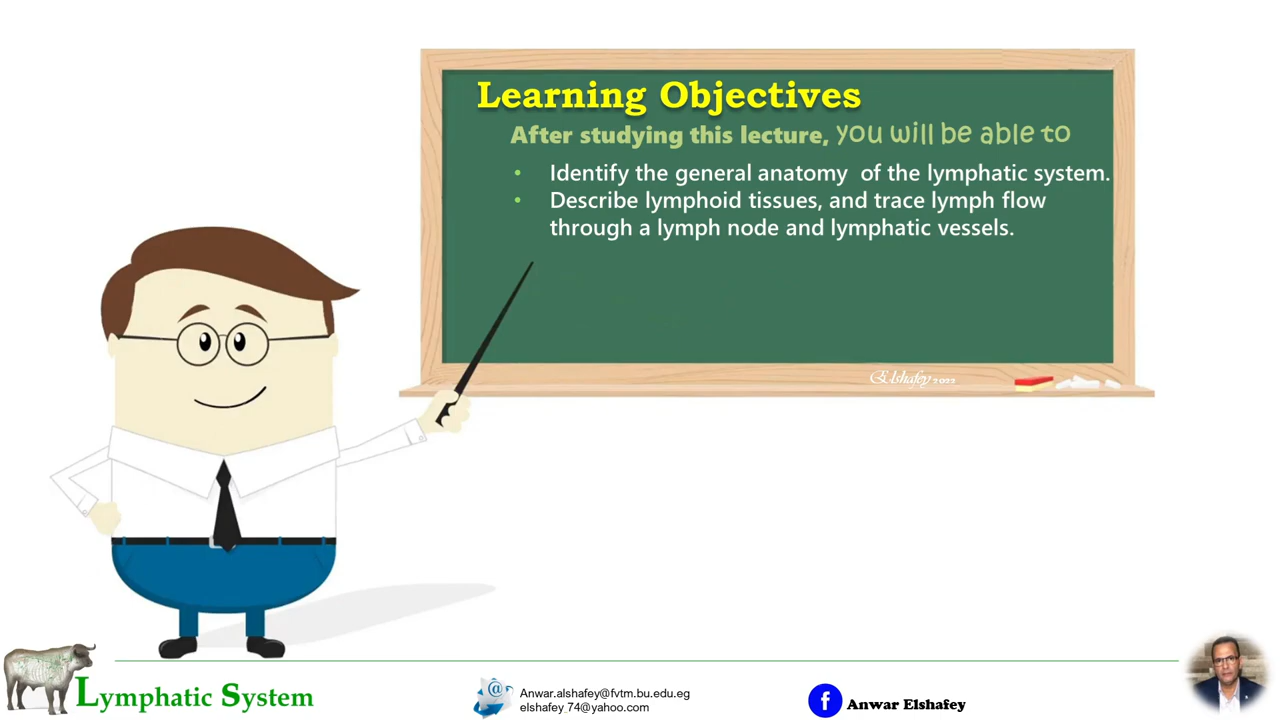 Learning Objectives
After studying this lecture, you will be able to
• Identify the general anatomy of the lymphatic system.
• Describe lymphoid tissues, and trace lymph flow
through a lymph node and lymphatic vessels.
Elshafey 2022
Lymphatic System
Anwar.alshafey@fvtm.bu.edu.eg
elshafey_74@yahoo.com
f
Anwar Elshafey